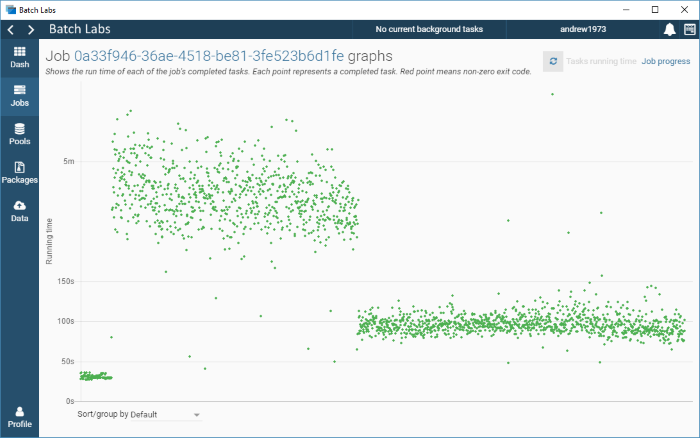 Batch Labs
Batch Labs
No current background tasks
andrew1973
Dash
Jobs
Pools
Packages
Data
Profile
Job 0a33f946-36ae-4518-be81-3fe523b6d1fe graphs
Shows the run time of each of the job's completed tasks. Each point represents a completed task. Red point means non-zero exit code.
Tasks running time Job progress
Running time
5m
150s
100s
50s
0s
Sort/group by Default